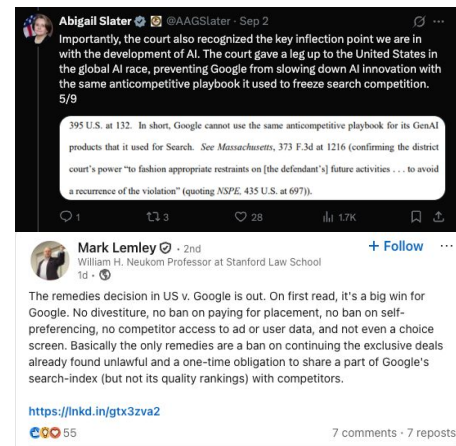 Abigail Slater @AAGSlater · Sep 2
Importantly, the court also recognized the key inflection point we are in
with the development of AI. The court gave a leg up to the United States in
the global AI race, preventing Google from slowing down AI innovation with
the same anticompetitive playbook it used to freeze search competition.
5/9
395 U.S. at 132. In short, Google cannot use the same anticompetitive playbook for its GenAI
products that it used for Search. See Massachusetts, 373 F.3d at 1216 (confirming the district
court's power "to fashion appropriate restraints on [the defendant's] future activities . . . to avoid
a recurrence of the violation" (quoting NSPE, 435 U.S. at 697)).
1 3 28 1.7K
Mark Lemley · 2nd
+ Follow ...
William H. Neukom Professor at Stanford Law School
1d ·
The remedies decision in US v. Google is out. On first read, it's a big win for
Google. No divestiture, no ban on paying for placement, no ban on self-
preferencing, no competitor access to ad or user data, and not even a choice
screen. Basically the only remedies are a ban on continuing the exclusive deals
already found unlawful and a one-time obligation to share a part of Google's
search-index (but not its quality rankings) with competitors.
https://lnkd.in/gtx3zva2
55
7 comments · 7 reposts